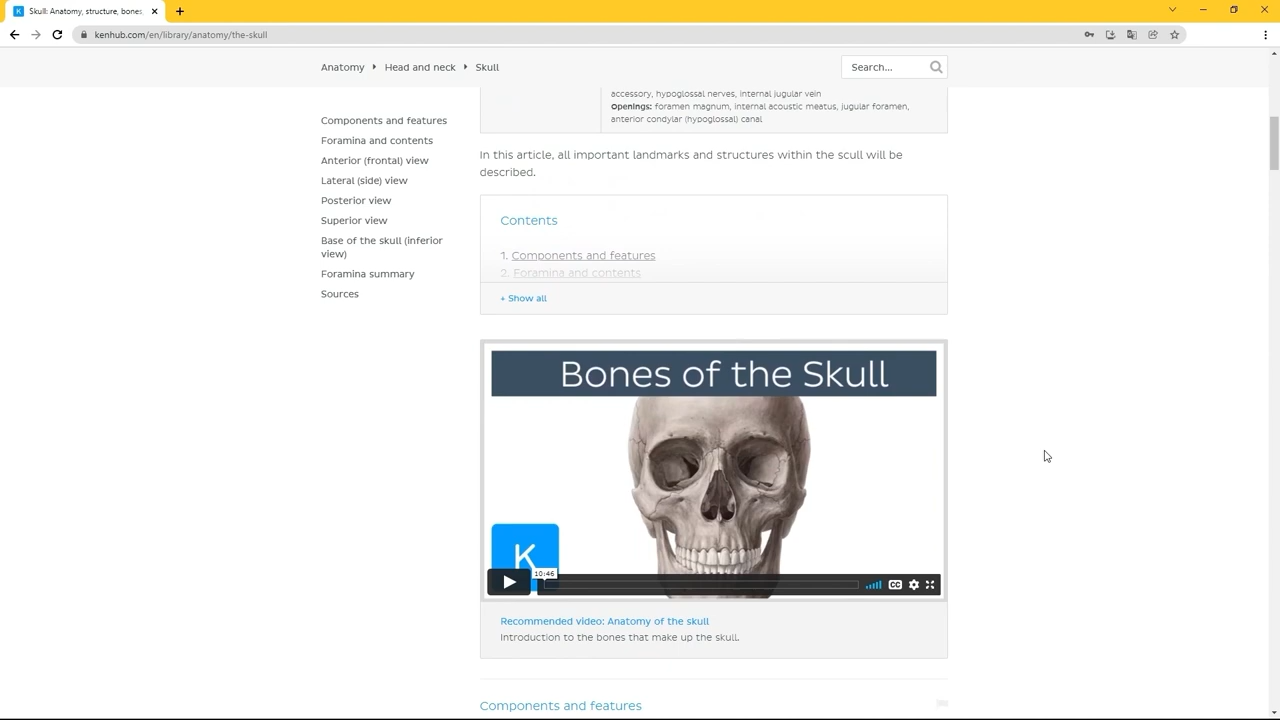 Skull: Anatomy, structure, bones
kenhub.com/en/library/anatomy/the-skull
Anatomy Head and neck Skull
Search...
accessory, hypoglossal nerves, internal jugular vein
Openings: foramen magnum, internal acoustic meatus, jugular foramen,
anterior condylar (hypoglossal) canal
Components and features
Foramina and contents
Anterior (frontal) view
Lateral (side) view
Posterior view
Superior view
Base of the skull (inferior
view)
Foramina summary
Sources
In this article, all important landmarks and structures within the scull will be
described.
Contents
1. Components and features
2. Foramina and contents
+ Show all
Bones of the Skull
K
10:46
CC
Recommended video: Anatomy of the skull
Introduction to the bones that make up the skull.
Components and features